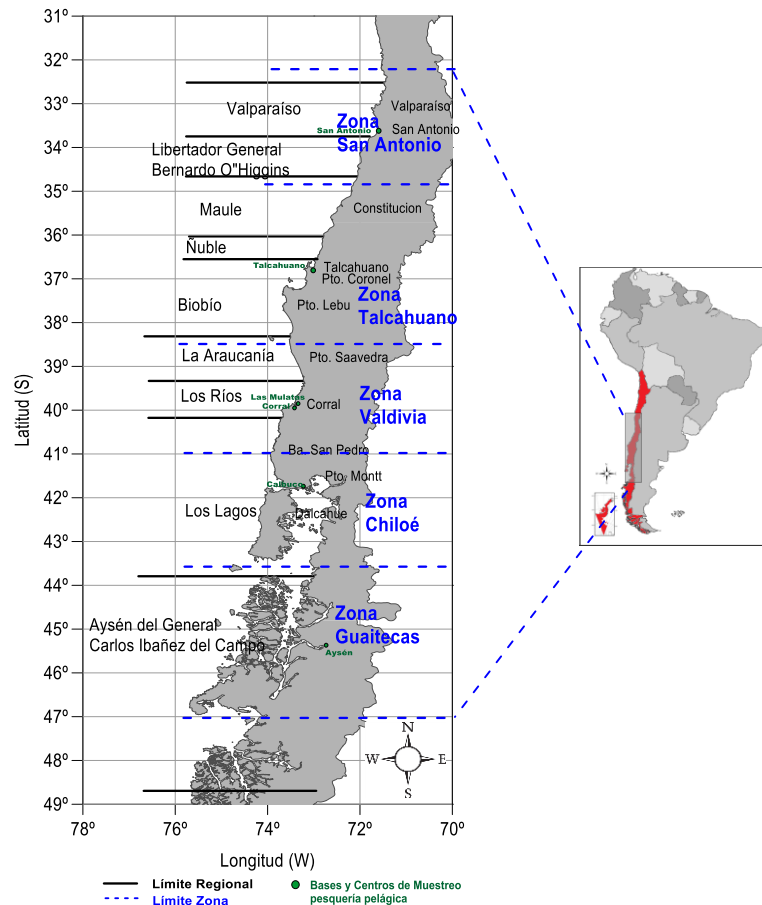 31º
32º
33º
34º
35º
36º
37º
38º
39º
40º
41º
42º
43º
44º
45º
46º
47º
48º
49º
Latitud (S)
Valparaíso
Libertador General
Bernardo O"Higgins
Maule
Ñuble
Biobío
La Araucanía
Los Ríos
Los Lagos
Aysén del General
Carlos Ibañez del Campo
Valparaíso
Zona
San Antonio
San Antonio
San Antonio
Constitucion
Talcahuano
Talcahuano
Pto. Coronel
Pto. Lebu
Zona
Talcahuano
Pto. Saavedra
Las Mulatas
Corral
Corral
Zona
Valdivia
Ba. San Pedro
Pto. Montt
Calbuco
Dalcahue
Zona
Chiloé
Zona
Guaitecas
Aysén
N
W
E
S
78º
76º
74º
72º
70º
Longitud (W)
Límite Regional
Límite Zona
Bases y Centros de Muestreo
pesquería pelágica